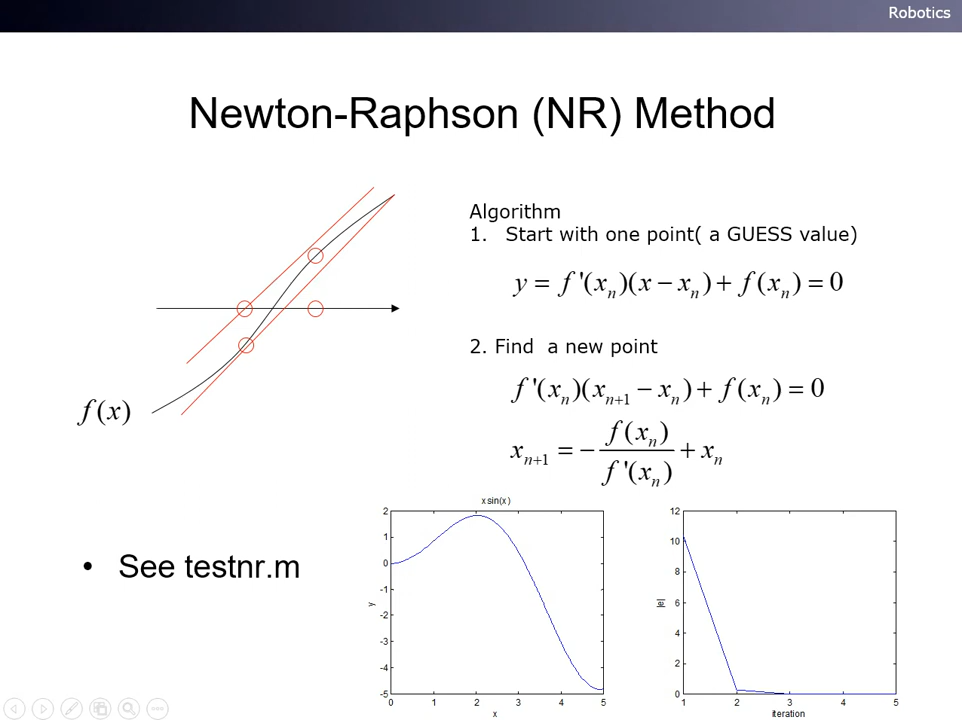 Robotics
Newton-Raphson (NR) Method
Algorithm
1. Start with one point( a GUESS value)
y = f '(xₙ)(x − xₙ) + f (xₙ) = 0
2. Find a new point
f '(xₙ)(xₙ₊₁ − xₙ) + f (xₙ) = 0
xₙ₊₁ = − f (xₙ) / f '(xₙ) + xₙ
f (x)
• See testnr.m
x sin(x)
2
1
0
-1
-2
-3
-4
-5
y
0 1 2 3 4 5
x
12
10
8
6
4
2
0
|e|
1 2 3 4 5
iteration